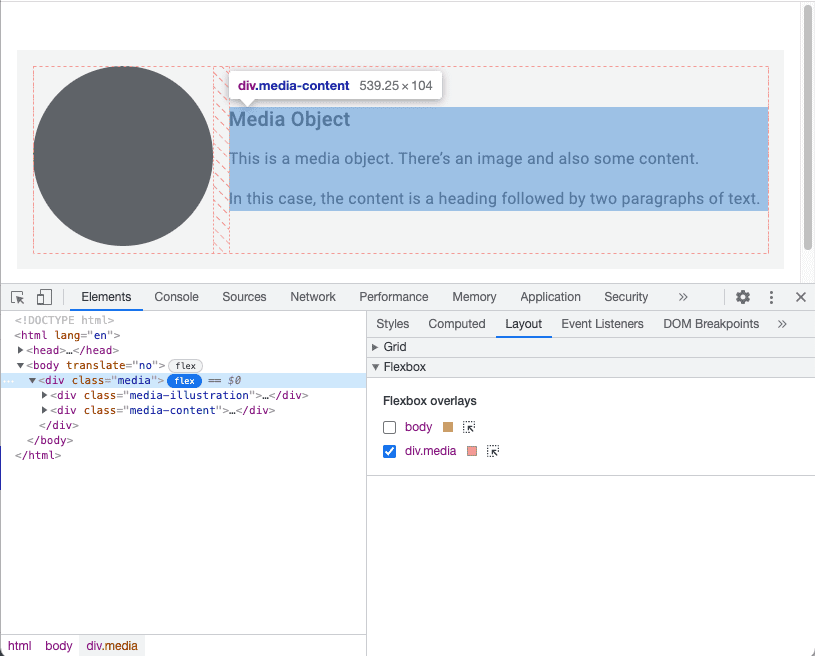 div.media-content 539.25 × 104
Media Object
This is a media object. There's an image and also some content.
In this case, the content is a heading followed by two paragraphs of text.
Elements Console Sources Network Performance Memory Application Security »
<!DOCTYPE html>
<html lang="en">
<head>…</head>
<body translate="no"> flex
<div class="media"> flex == $0
<div class="media-illustration">…</div>
<div class="media-content">…</div>
</div>
</body>
</html>
html body div.media
Styles Computed Layout Event Listeners DOM Breakpoints »
Grid
Flexbox
Flexbox overlays
body
div.media